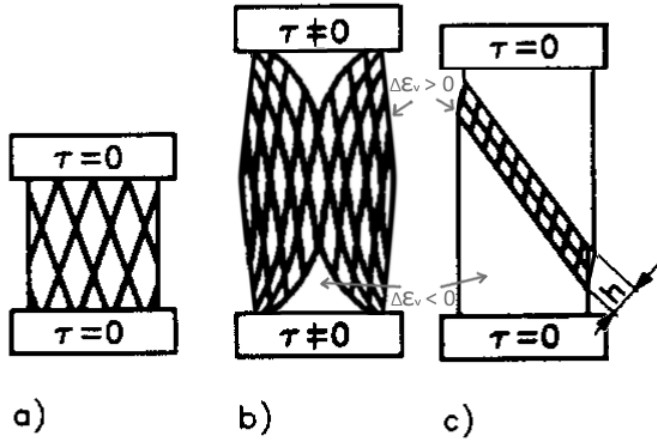 τ = 0
τ = 0
a)
τ ≠ 0
τ ≠ 0
b)
Δεᵥ > 0
Δεᵥ < 0
τ = 0
h
τ = 0
c)